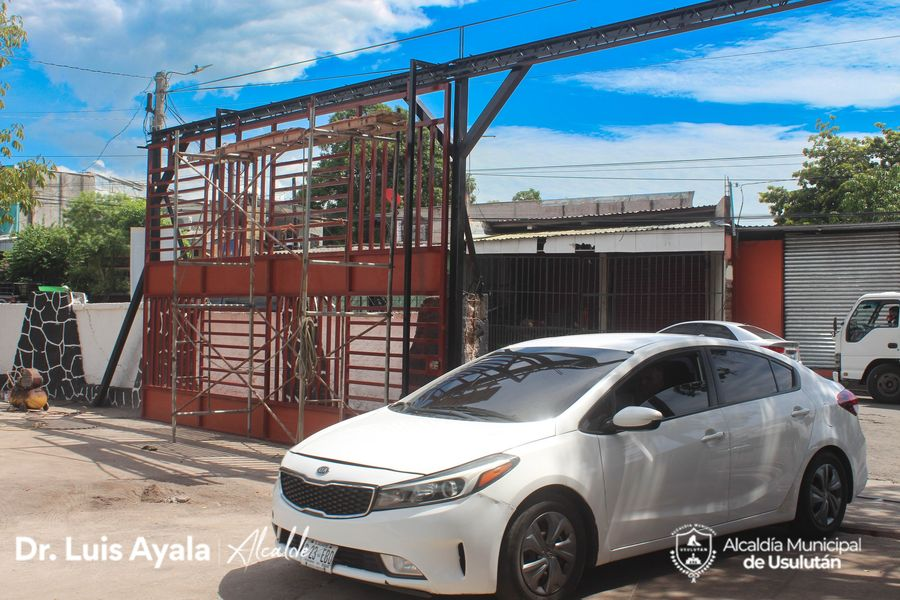 Dr. Luis Ayala | Alcalde
Alcaldía Municipal
de Usulután